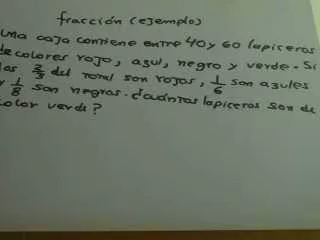 fracción (ejemplo)
Una caja contiene entre 40 y 60 lapiceros
de colores rojo, azul, negro y verde. Si
los 2/3 del total son rojos, 1/6 son azules
y 1/8 son negros. ¿Cuántos lapiceros son de
color verde?